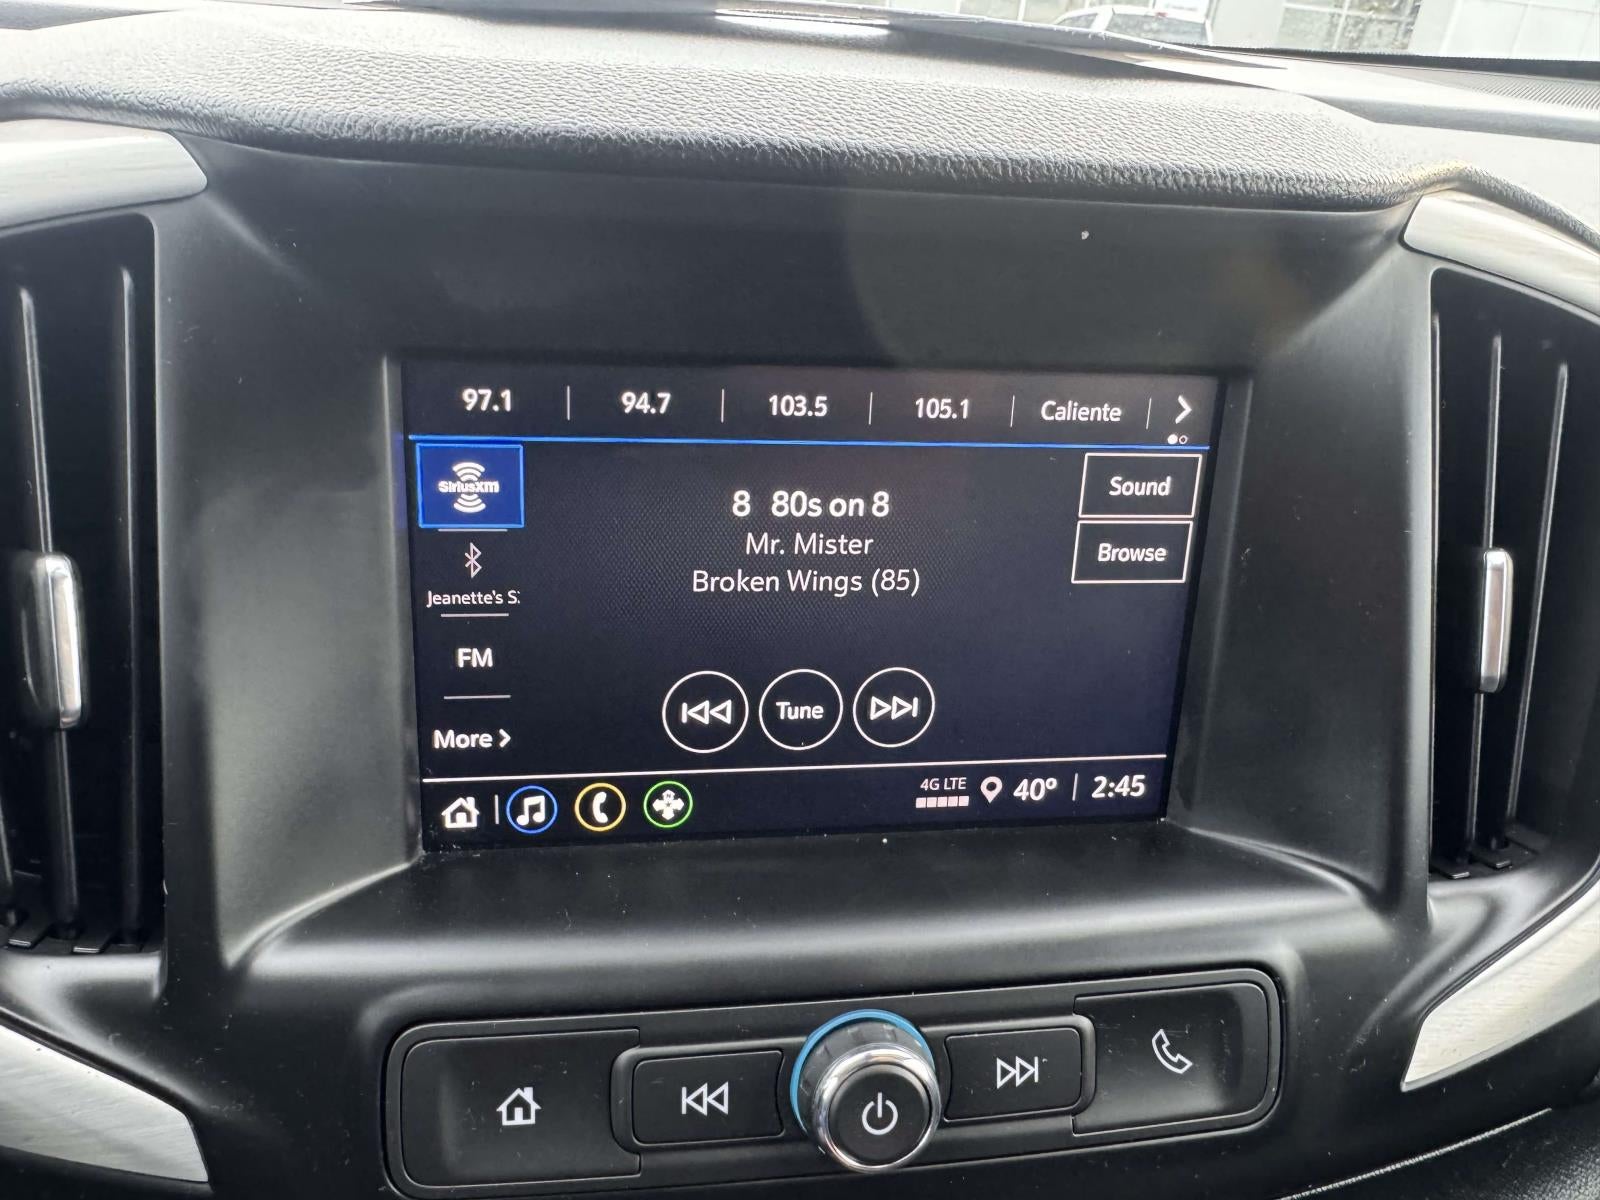 97.1 | 94.7 | 103.5 | 105.1 | Caliente |
SiriusXM
8 80s on 8
Mr. Mister
Broken Wings (85)
Sound
Browse
Jeanette's S
FM
More
Tune
4G LTE
40° | 2:45